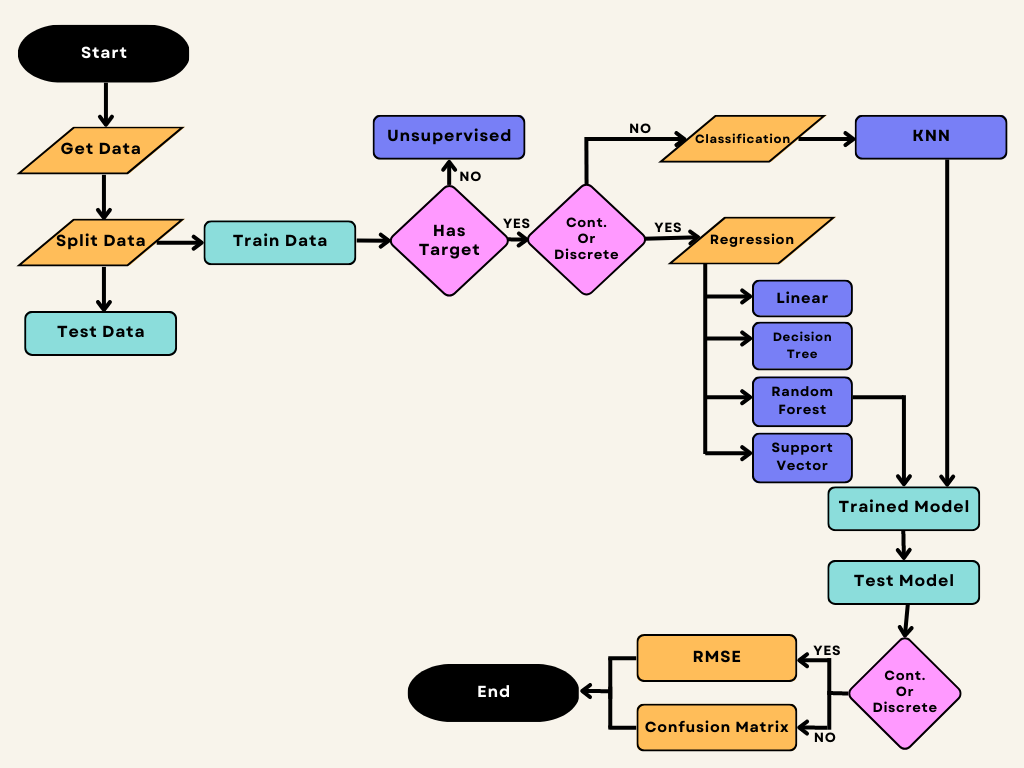 Start
Get Data
Split Data
Test Data
Train Data
Has
Target
NO
Unsupervised
YES
Cont.
Or
Discrete
NO
Classification
KNN
YES
Regression
Linear
Decision
Tree
Random
Forest
Support
Vector
Trained Model
Test Model
Cont.
Or
Discrete
YES
RMSE
NO
Confusion Matrix
End